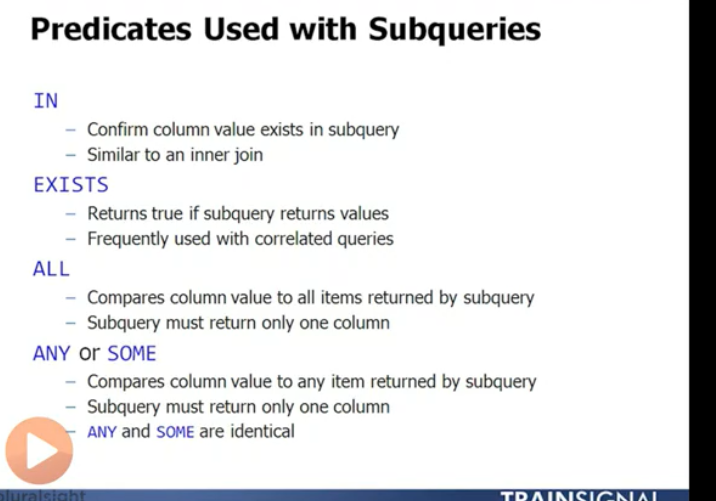 Predicates Used with Subqueries
IN
– Confirm column value exists in subquery
– Similar to an inner join
EXISTS
– Returns true if subquery returns values
– Frequently used with correlated queries
ALL
– Compares column value to all items returned by subquery
– Subquery must return only one column
ANY or SOME
– Compares column value to any item returned by subquery
– Subquery must return only one column
– ANY and SOME are identical
pluralsight
TRAINSIGNAL